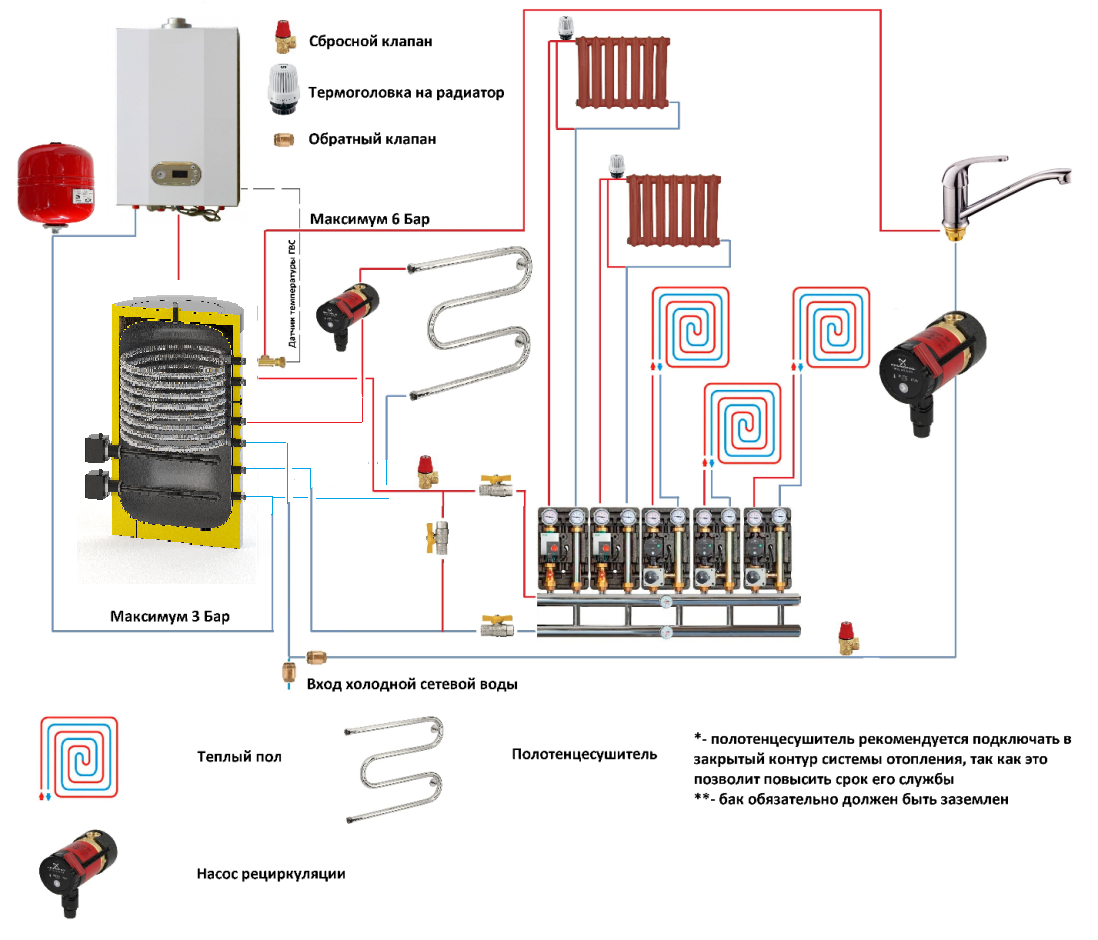 Сбросной клапан
Термоголовка на радиатор
Обратный клапан
Максимум 6 Бар
Датчик температуры ГВС
Максимум 3 Бар
Вход холодной сетевой воды
Теплый пол
Полотенцесушитель
*- полотенцесушитель рекомендуется подключать в
закрытый контур системы отопления, так как это
позволит повысить срок его службы
**- бак обязательно должен быть заземлен
Насос рециркуляции